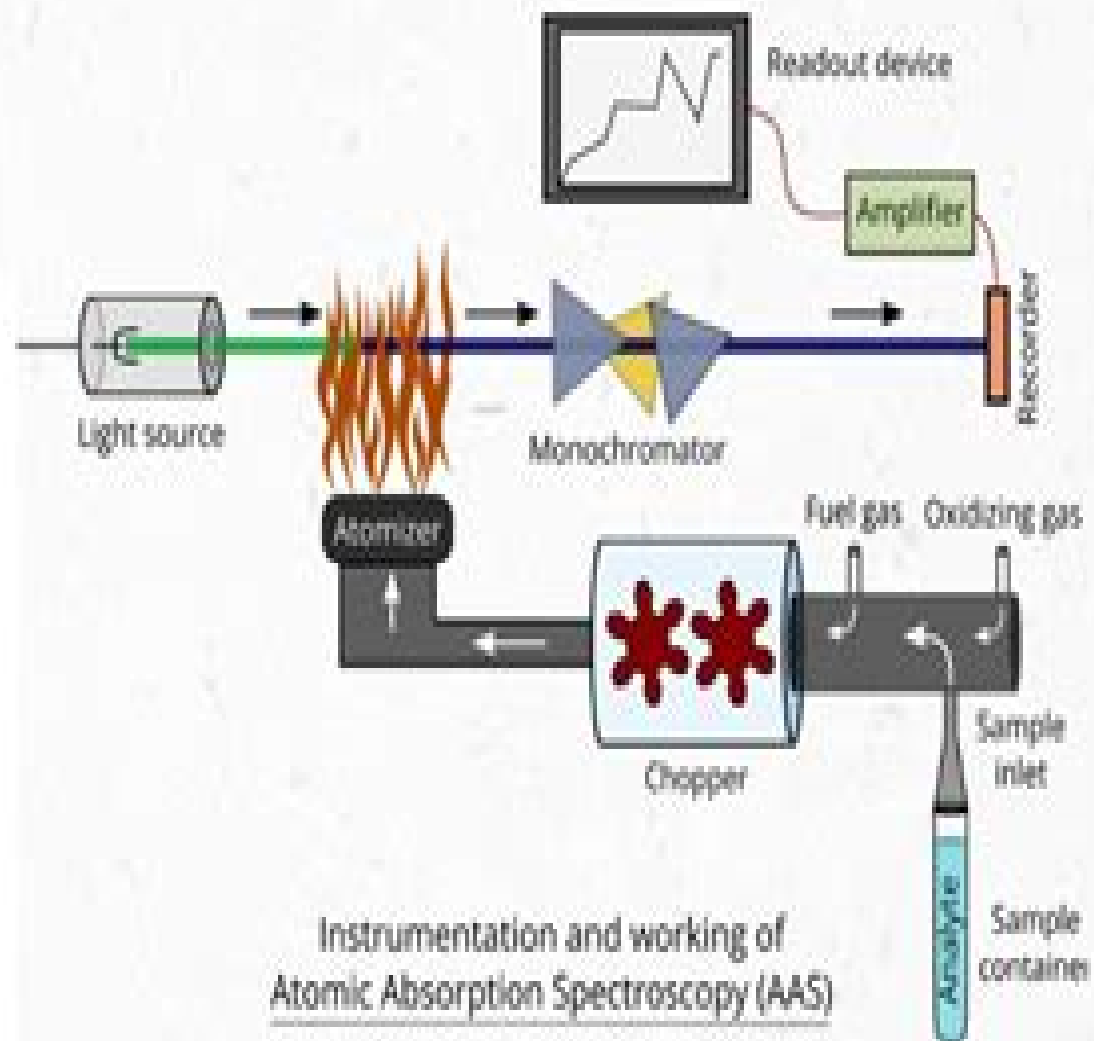 Readout device
Amplifier
Recorder
Light source
Monochromator
Atomizer
Fuel gas
Oxidizing gas
Chopper
Sample
inlet
Analyte
Sample
container
Instrumentation and working of
Atomic Absorption Spectroscopy (AAS)